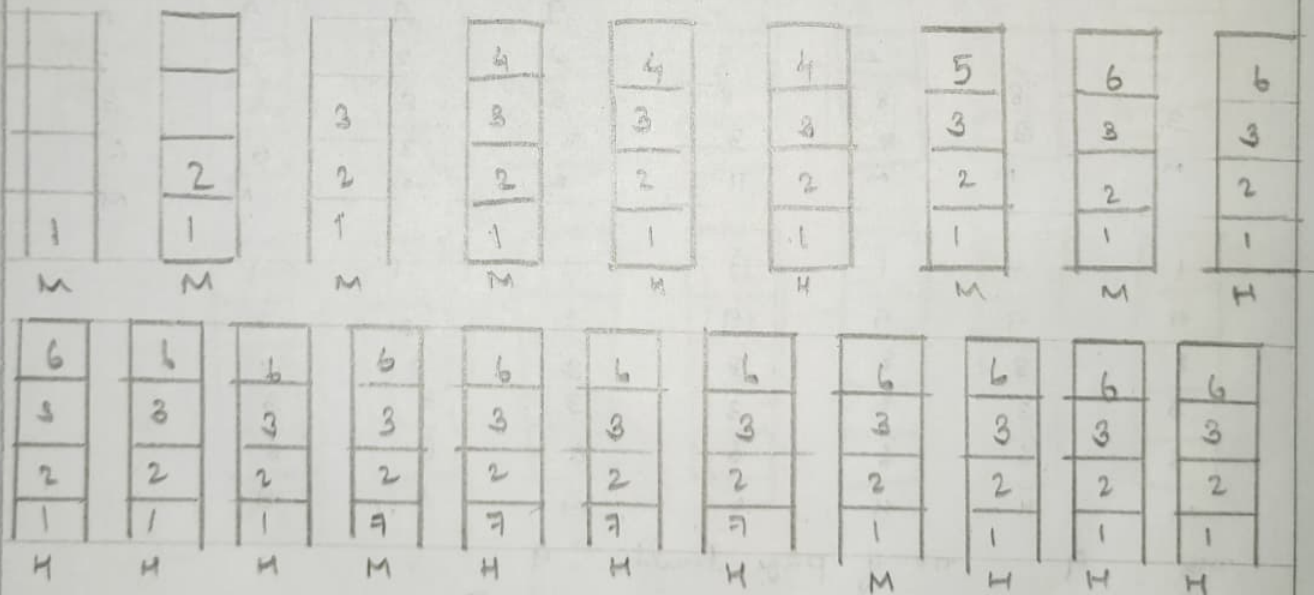 4 4 4 5 6 6
3 3 3 3 3 3 3
2 2 2 2 2 2 2 2
1 1 1 1 1 1 1 1 1
M M M M H M M H
6 6 6 6 6 6 6 6 6 6 6
3 3 3 3 3 3 3 3 3 3 3
2 2 2 2 2 2 2 2 2 2 2
1 1 1 7 7 7 7 1 1 1 1
H H H M H H H M H H H